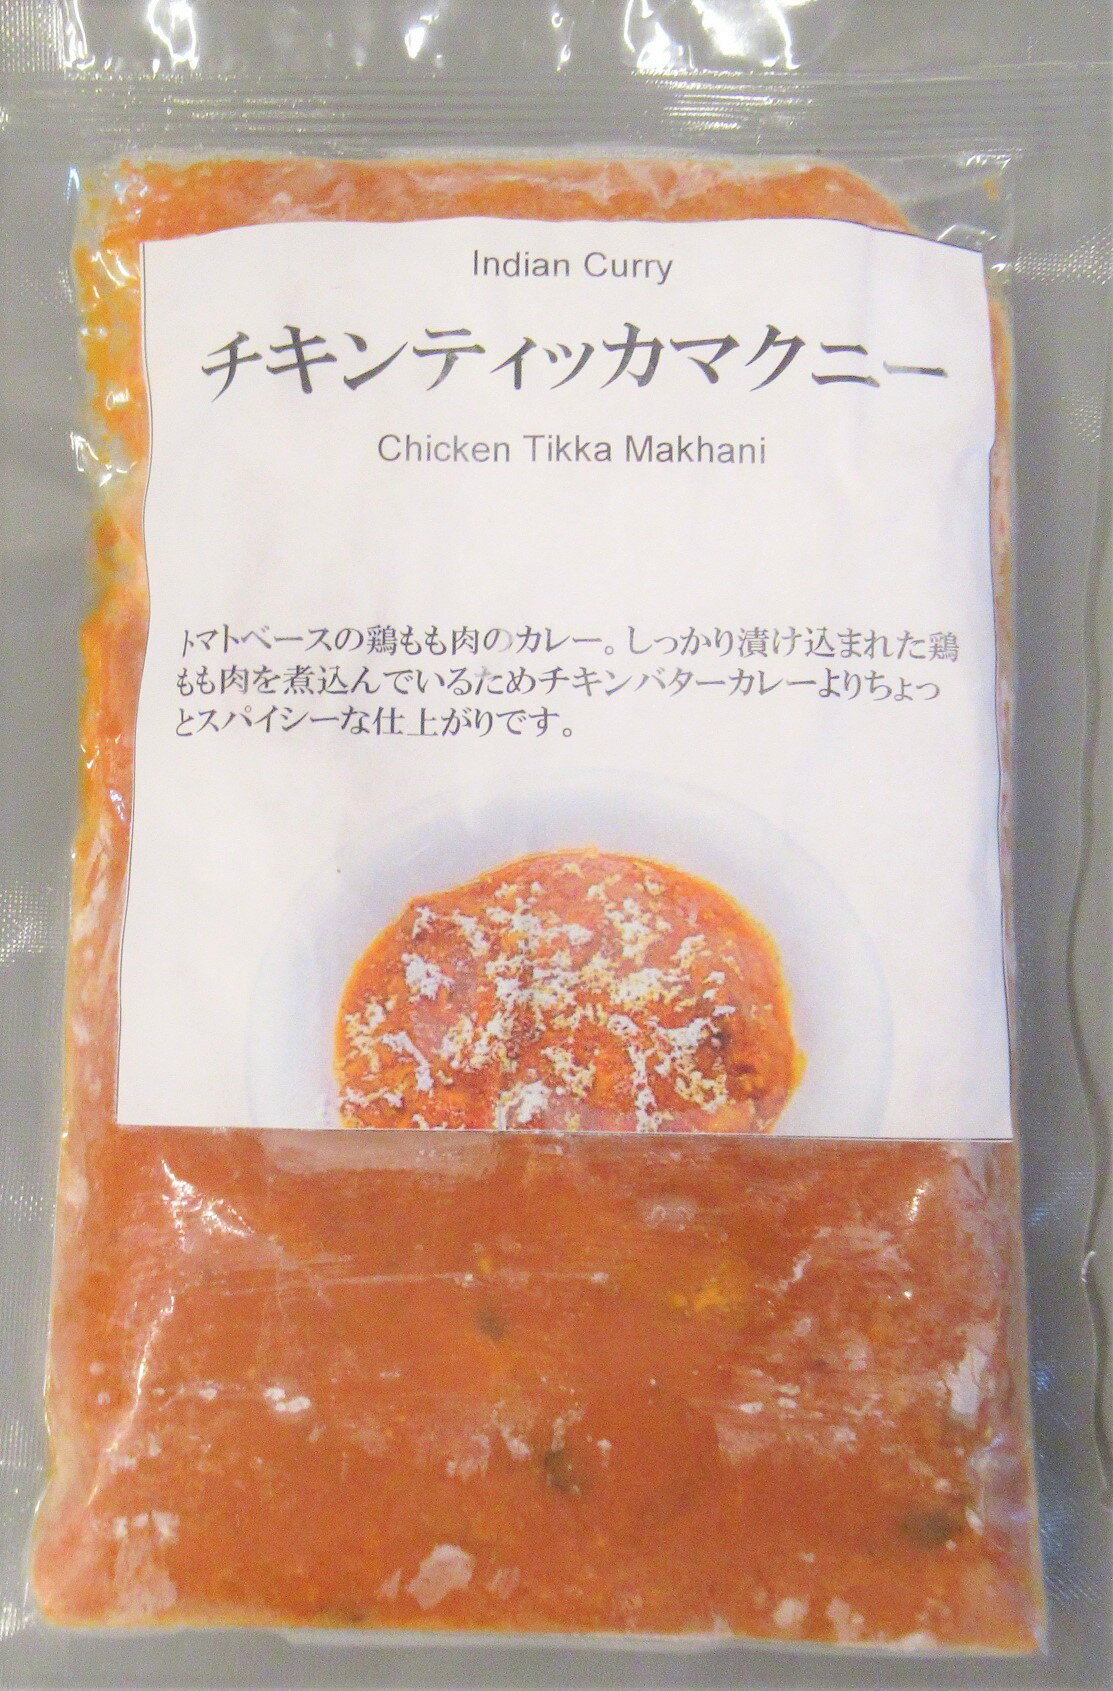 Indian Curry
チキンティッカマクニー
Chicken Tikka Makhani
トマトベースの鶏もも肉のカレー。しっかり漬け込まれた鶏
もも肉を煮込んでいるためチキンバターカレーよりちょっ
とスパイシーな仕上がりです。